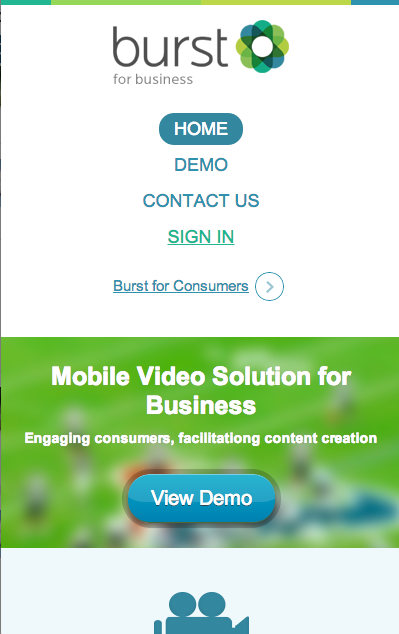 burst
for business
HOME
DEMO
CONTACT US
SIGN IN
Burst for Consumers
Mobile Video Solution for
Business
Engaging consumers, facilitationg content creation
View Demo